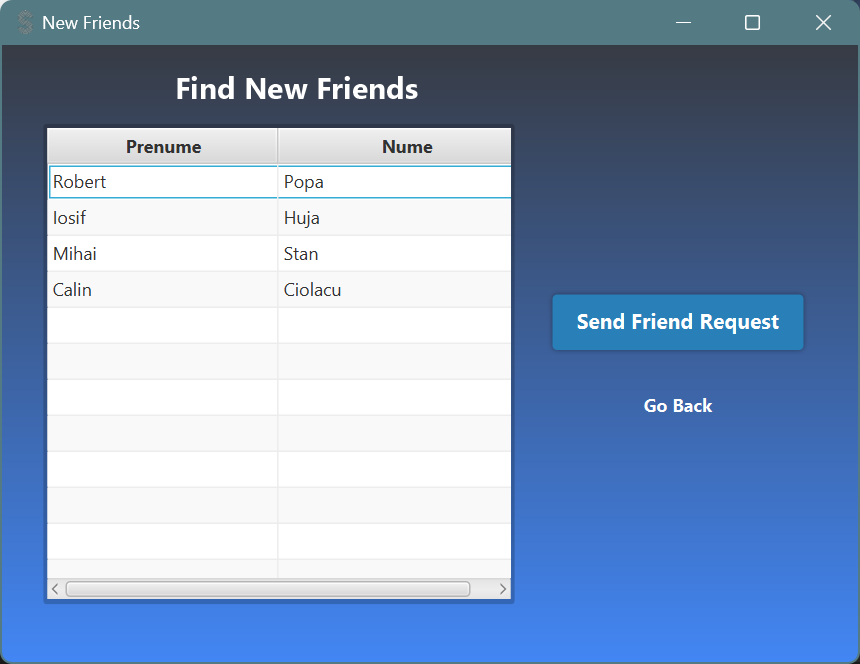 New Friends
Find New Friends
Prenume Nume
Robert Popa
Iosif Huja
Mihai Stan
Calin Ciolacu
Send Friend Request
Go Back